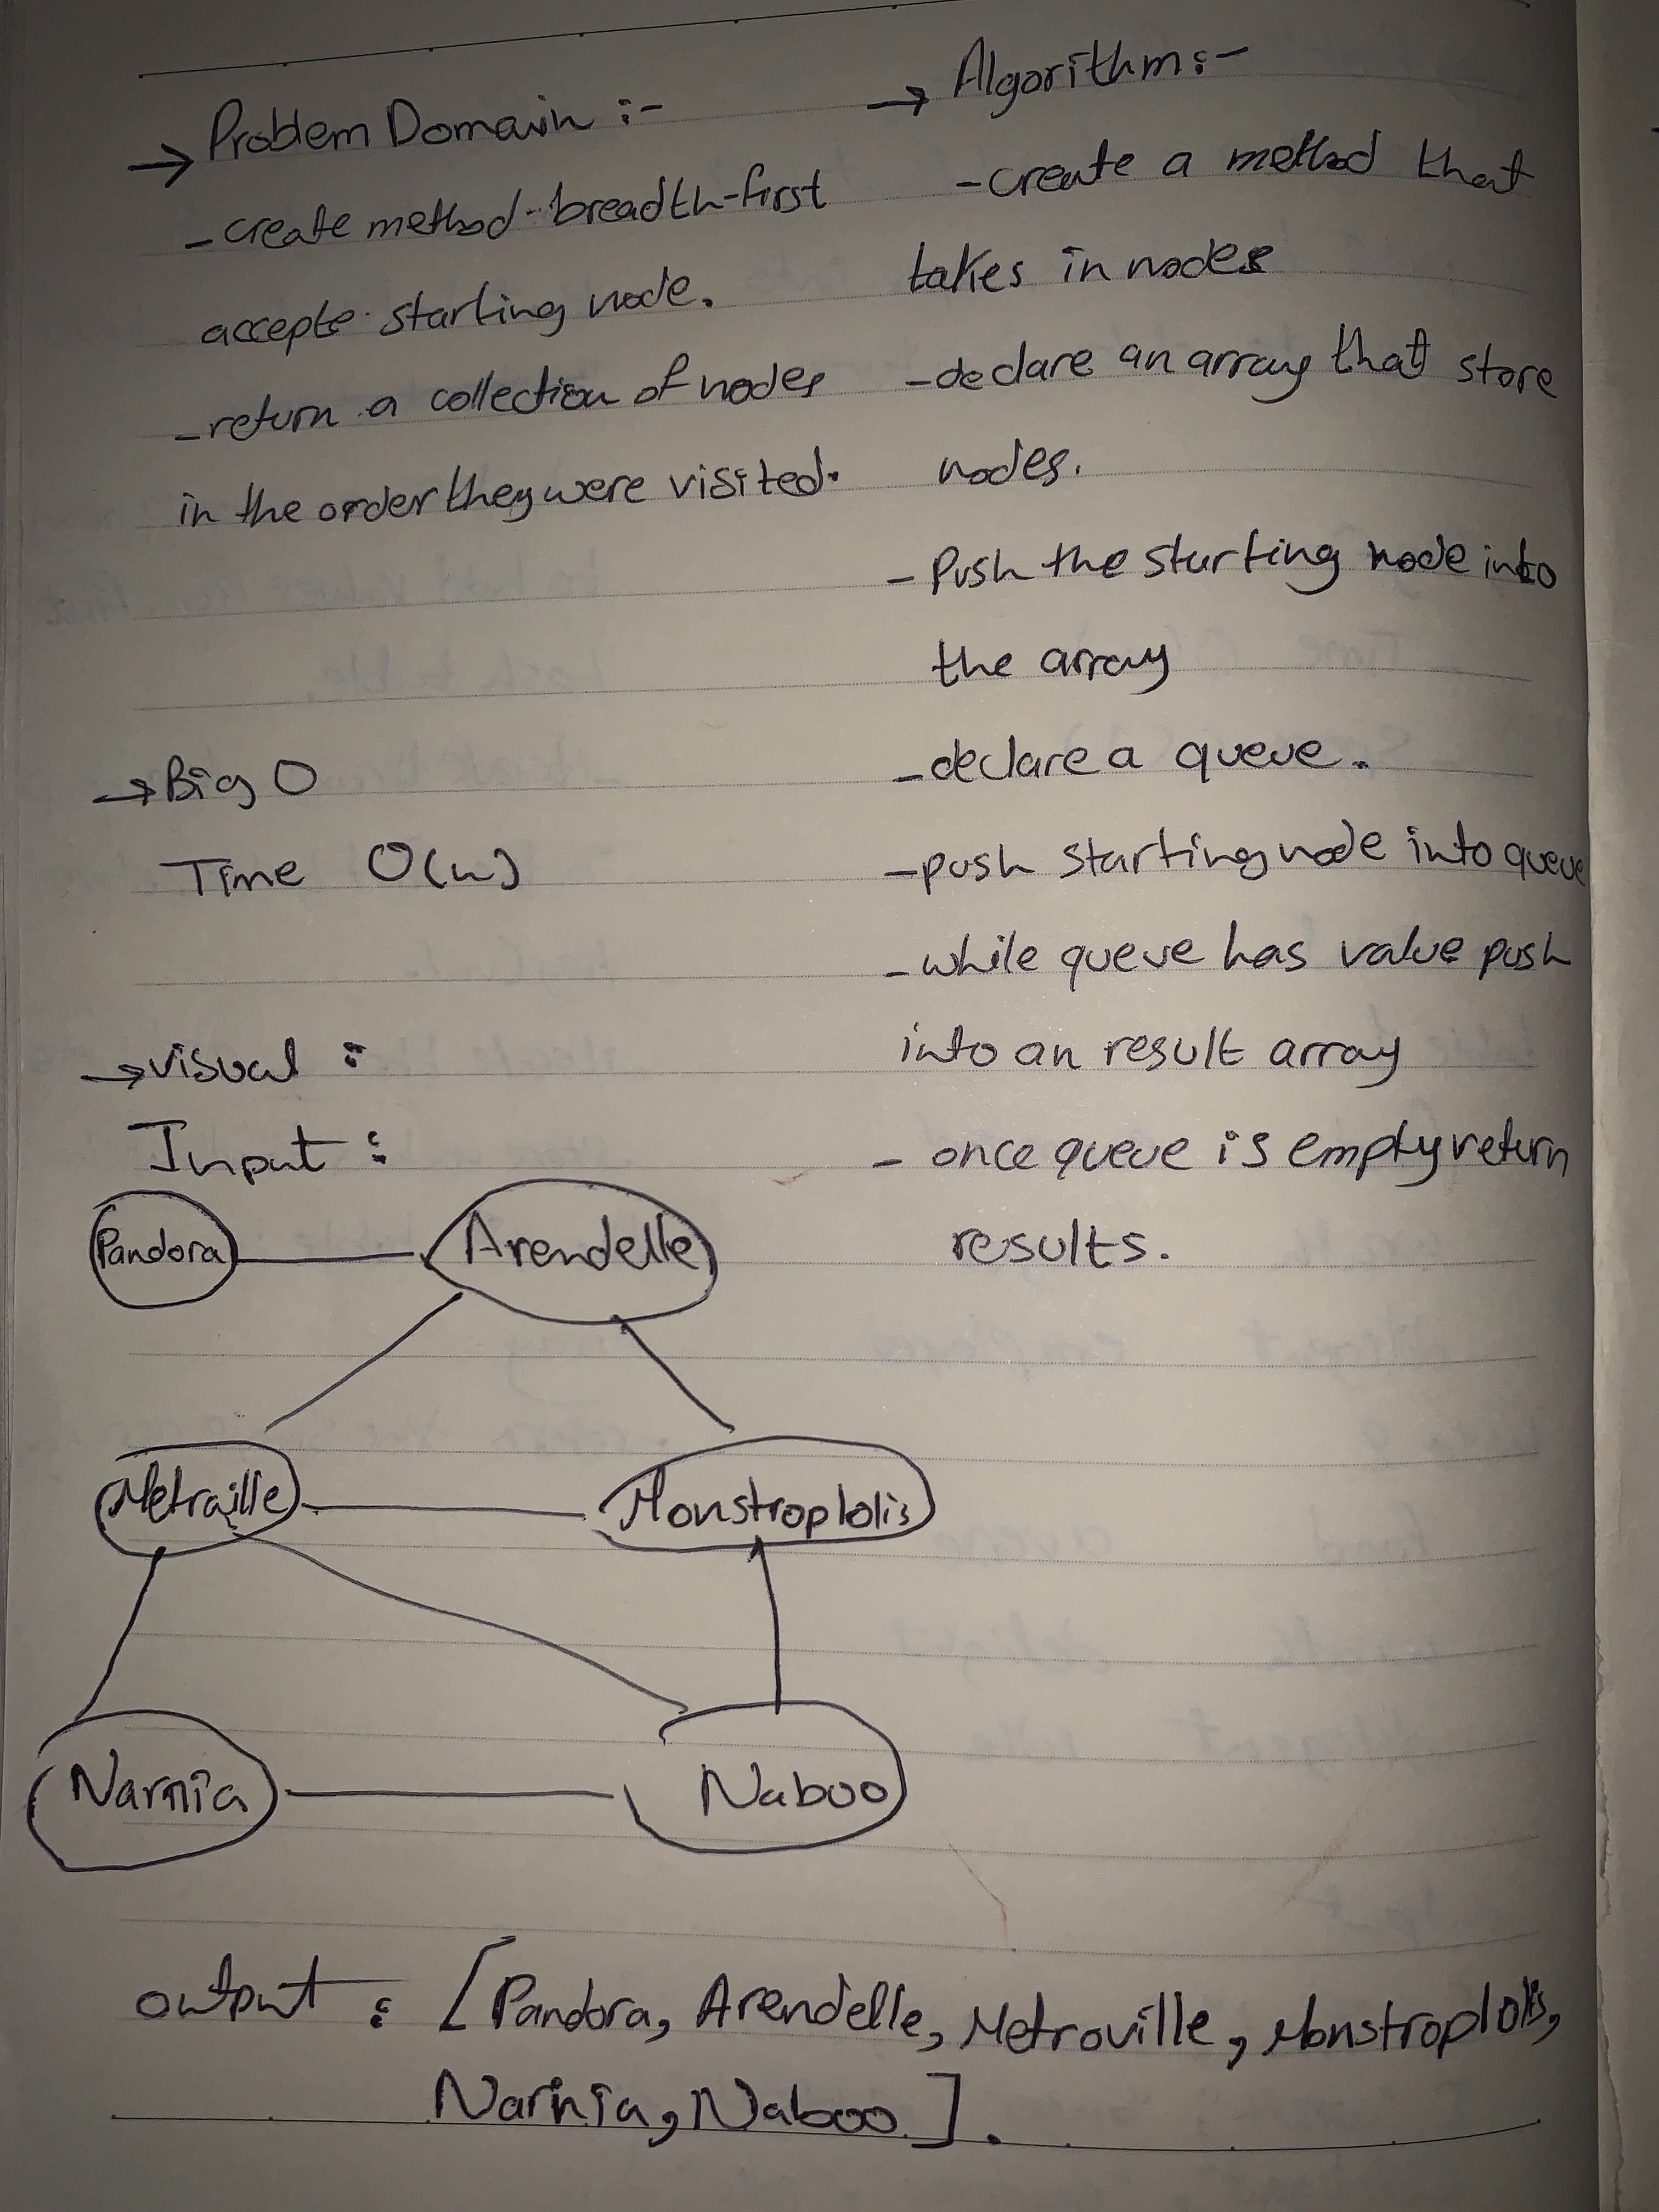 → Problem Domain :-
- create method breadth-first
accepts starting node.
- return a collection of nodes
in the order they were visited.
→ Big O
Time O(n)
→ Algorithm :-
- create a method that
takes in nodes
- declare an array that store
nodes.
- Push the starting node into
the array
- declare a queue.
- push starting node into queue
- while queue has value push
into an result array
- once queue is empty return
results.
→ visual :
Input :
Pandora Arendelle
Metraille Monstroplolis
Narnia Naboo
output : [Pandora, Arendelle, Metroville, Monstroplolis,
Narnia, Naboo].